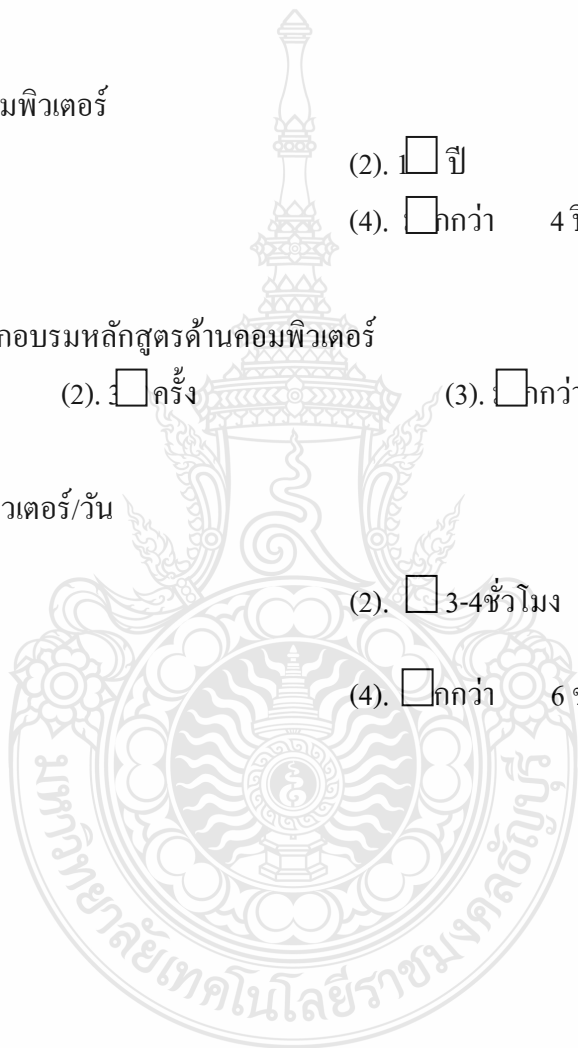 มพิวเตอร์
(2). 1 ปี
(4). กกว่า 4 ปี
กอบรมหลักสูตรด้านคอมพิวเตอร์
(2). 3 ครั้ง (3). กกว่า
วเตอร์/วัน
(2). 3-4ชั่วโมง
(4). กกว่า 6
มหาวิทยาลัยเทคโนโลยีราชมงคลธัญบุรี